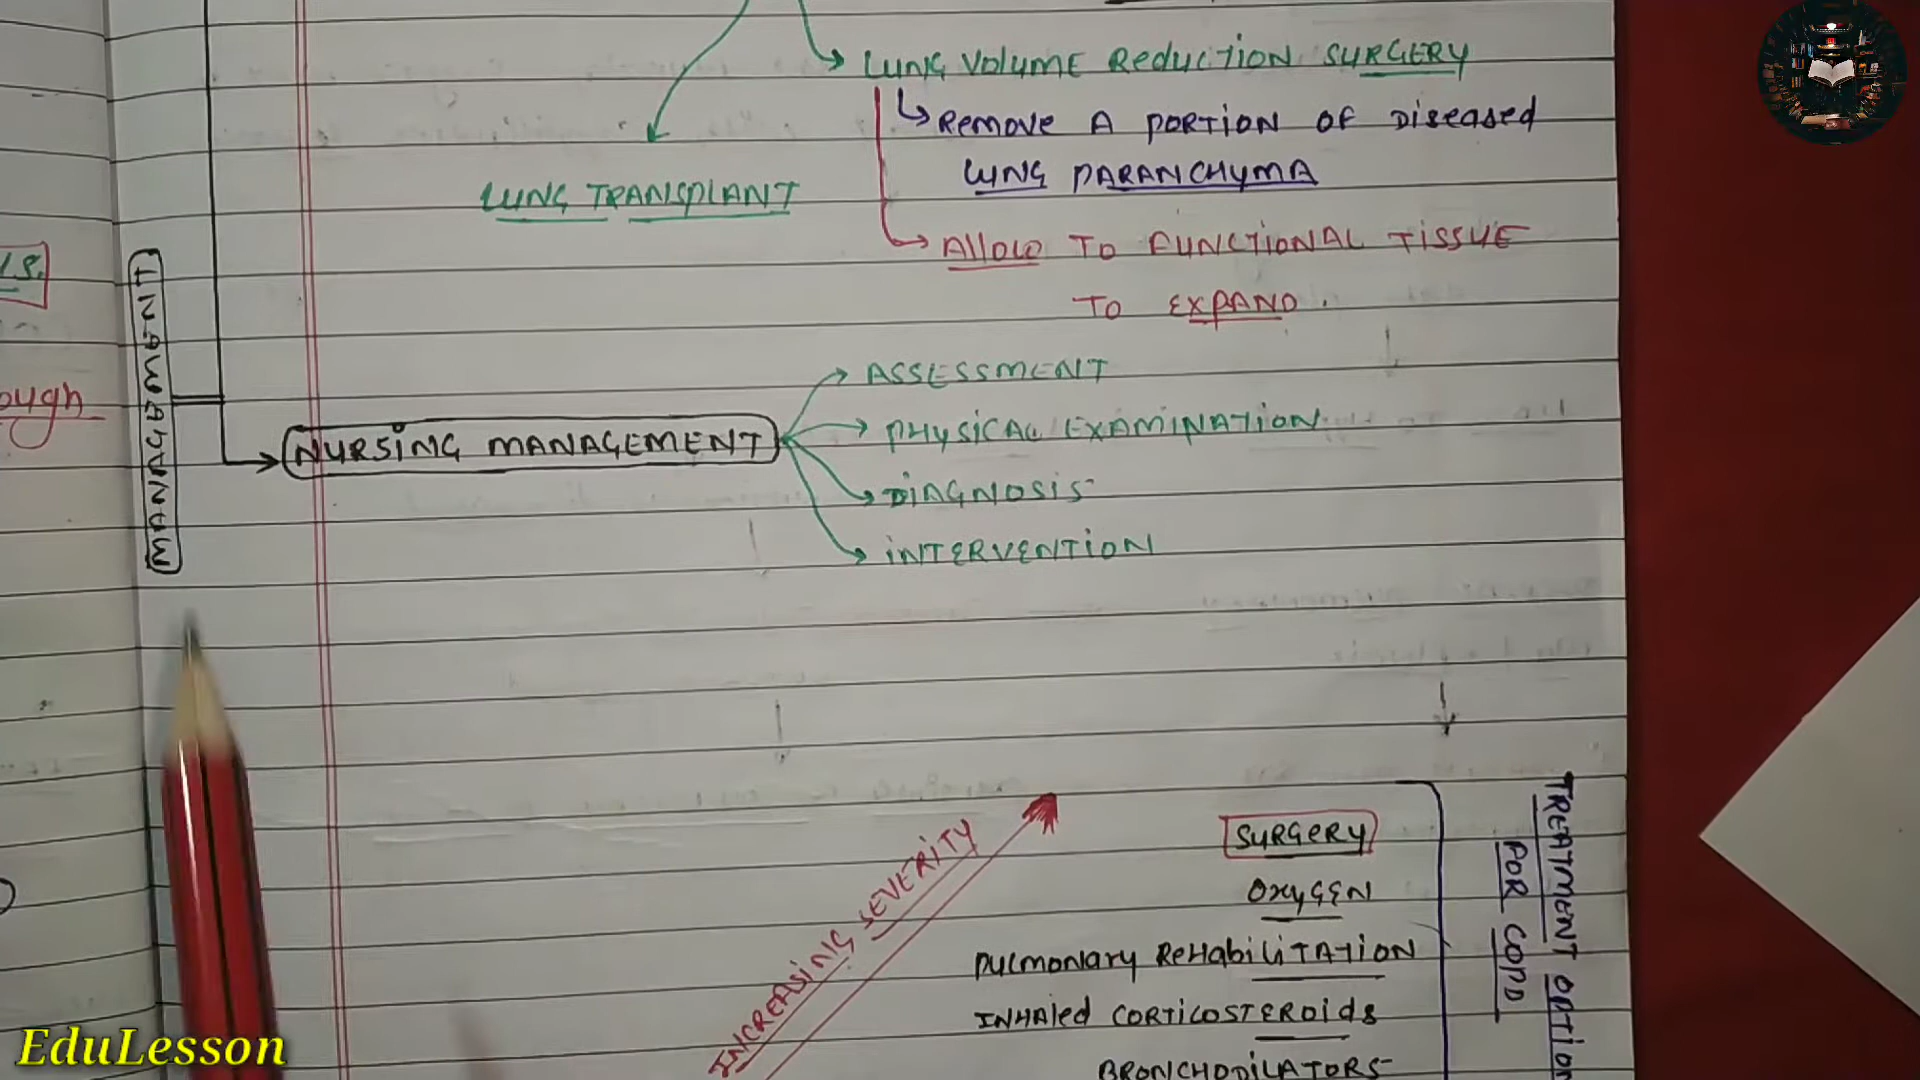 LUNG VOLUME REDUCTION SURGERY
REMOVE A PORTION OF DISEASED
LUNG PARANCHYMA
LUNG TRANSPLANT
ALLOW TO FUNCTIONAL TISSUE
TO EXPAND.
ASSESSMENT
PHYSICAL EXAMINATION
NURSING MANAGEMENT
DIAGNOSIS
INTERVENTION
SURGERY
OXYGEN
PULMONARY REHABILITATION
INHALED CORTICOSTEROIDS
BRONCHODILATORS
INCREASING SEVERITY
TREATMENT OPTION
FOR COPD
EduLesson